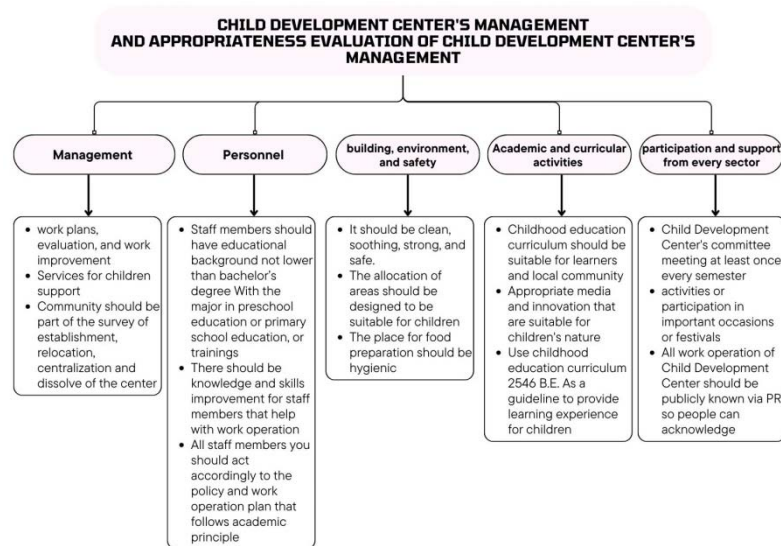 CHILD DEVELOPMENT CENTER'S MANAGEMENT
AND APPROPRIATENESS EVALUATION OF CHILD DEVELOPMENT CENTER'S
MANAGEMENT
Management
• work plans,
evaluation, and work
improvement
• Services for children
support
• Community should be
part of the survey of
establishment,
relocation,
centralization and
dissolve of the center
Personnel
• Staff members should
have educational
background not lower
than bachelor's
degree With the
major in preschool
education or primary
school education, or
trainings
• There should be
knowledge and skills
improvement for staff
members that help
with work operation
• All staff members you
should act
accordingly to the
policy and work
operation plan that
follows academic
principle
building, environment,
and safety
• It should be clean,
soothing, strong, and
safe.
• The allocation of
areas should be
designed to be
suitable for children
• The place for food
preparation should be
hygienic
Academic and curricular
activities
• Childhood education
curriculum should be
suitable for learners
and local community
• Appropriate media
and innovation that
are suitable for
children's nature
• Use childhood
education curriculum
2546 B.E. As a
guideline to provide
learning experience
for children
participation and support
from every sector
• Child Development
Center's committee
meeting at least once
every semester
• activities or
participation in
important occasions
or festivals
• All work operation of
Child Development
Center should be
publicly known via PR
so people can
acknowledge